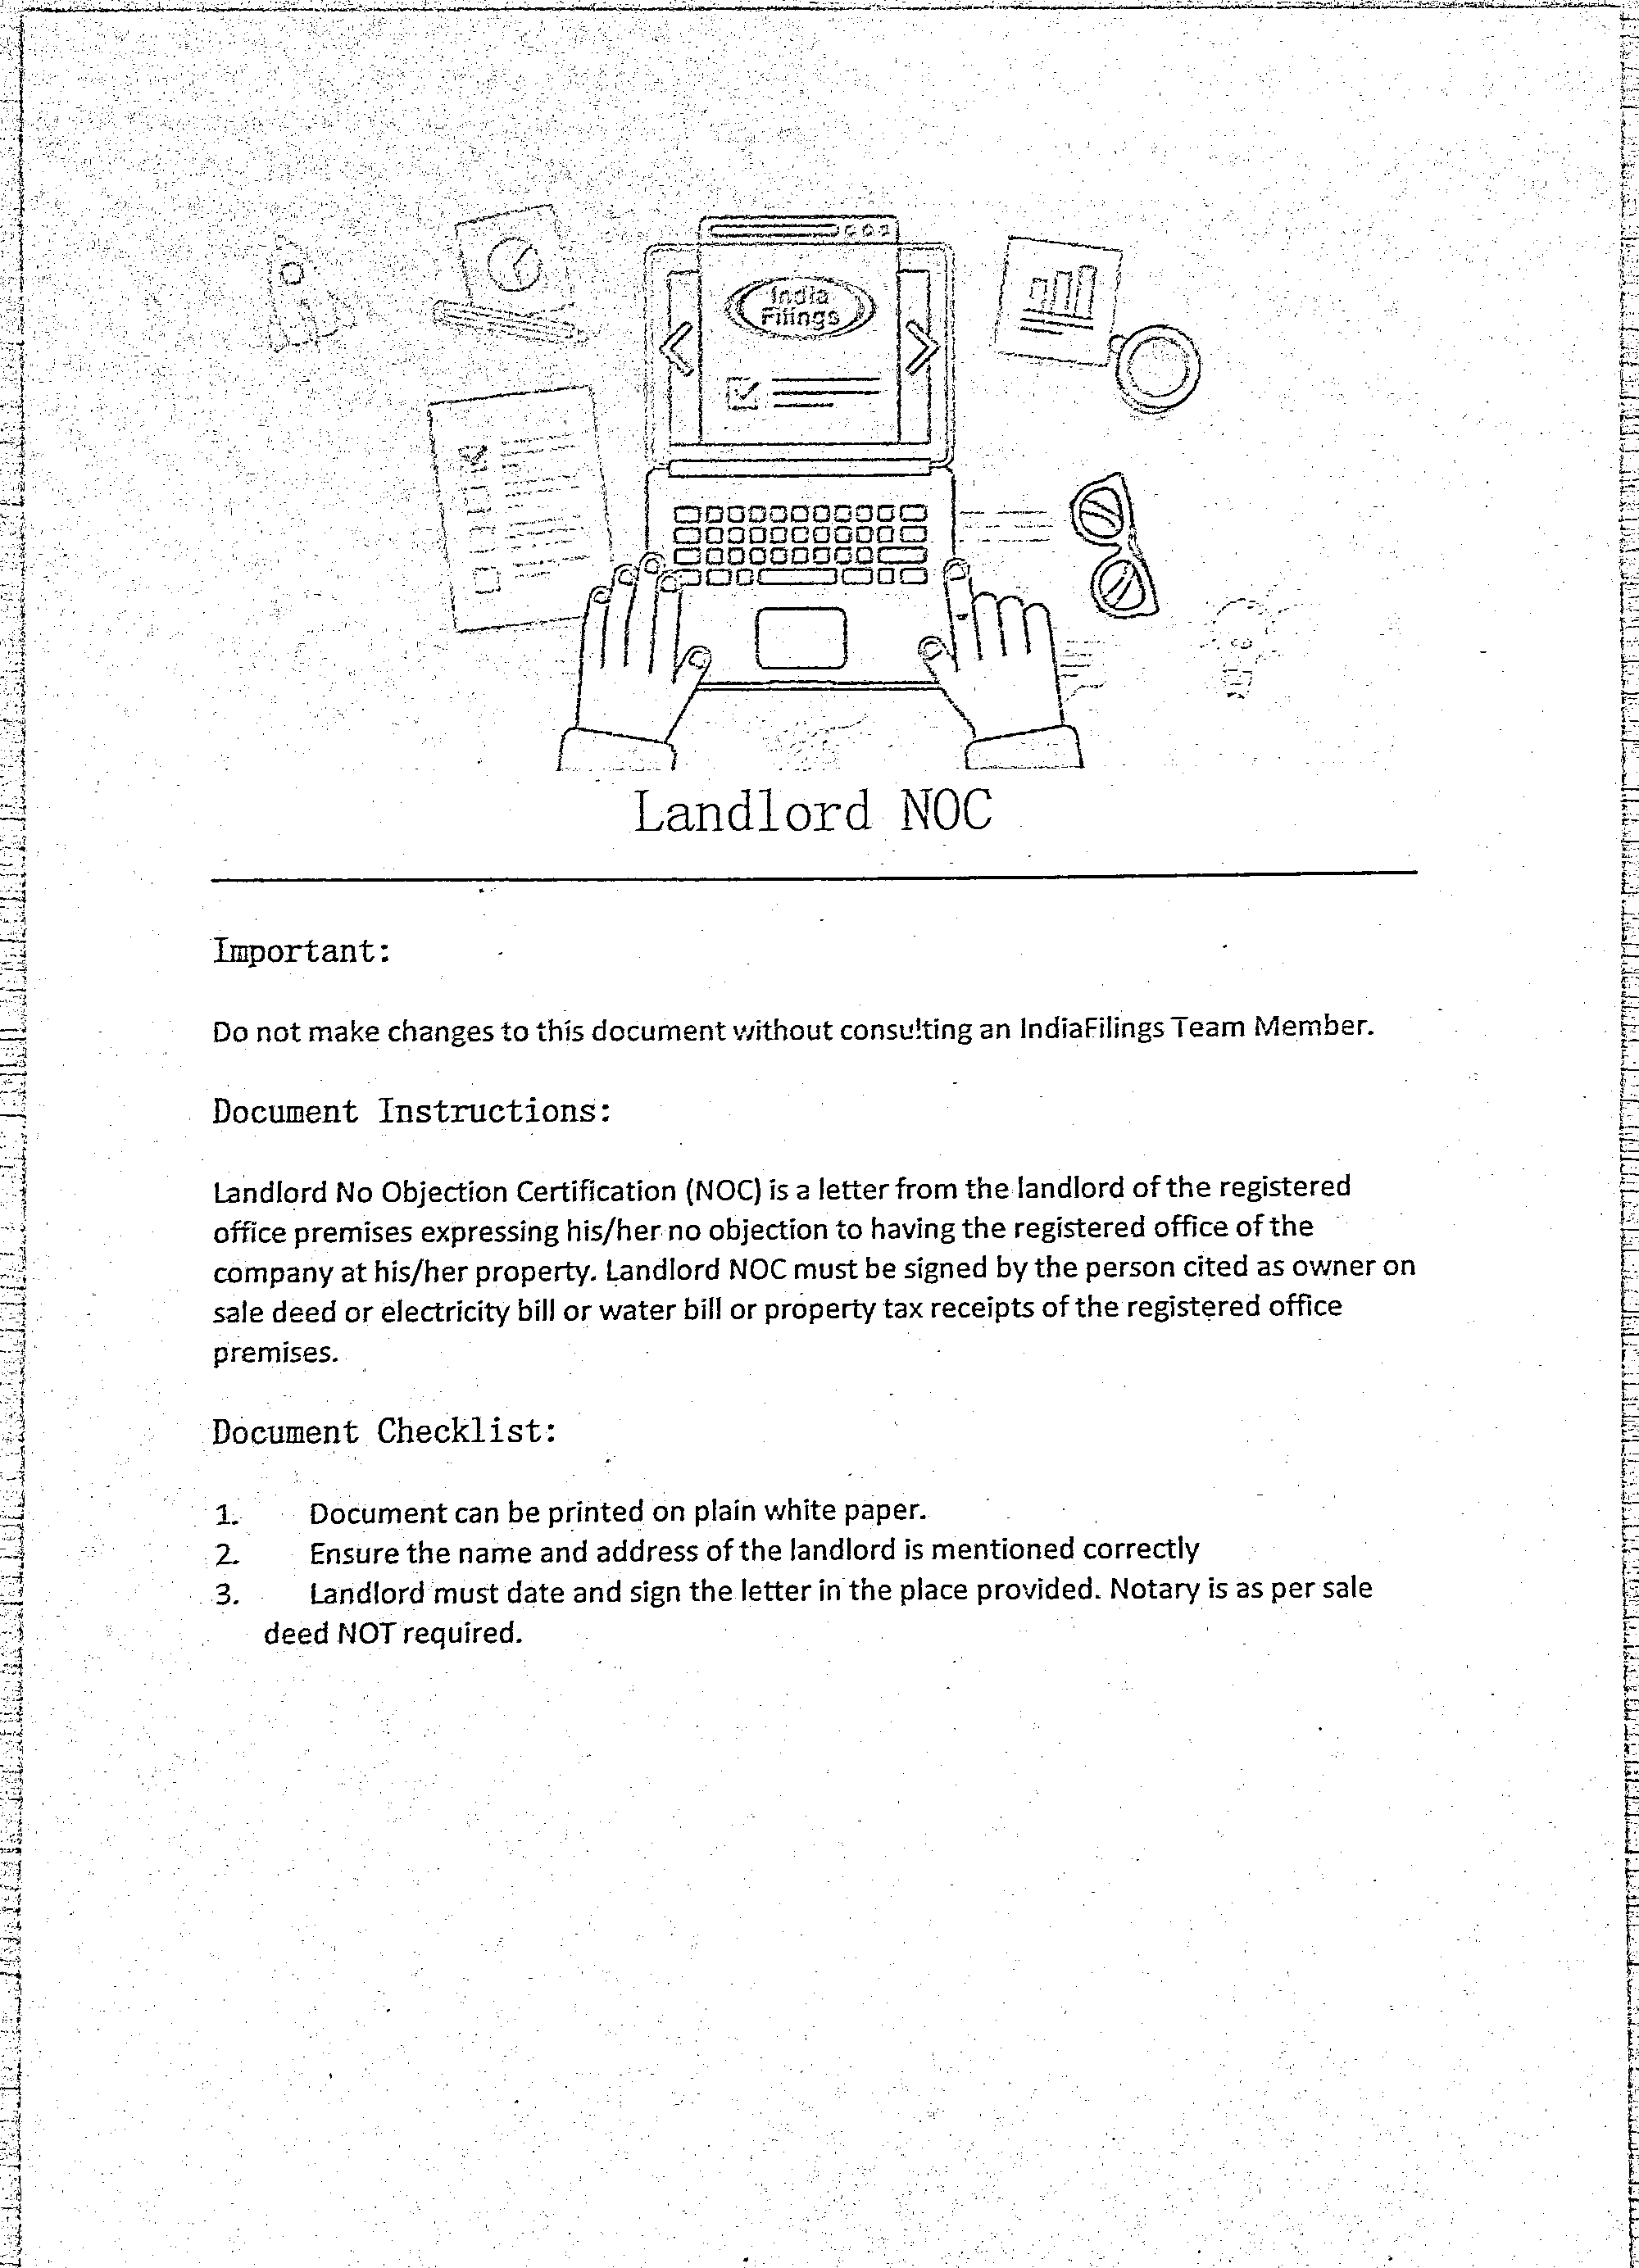 India
Filings
Landlord NOC
Important:
Do not make changes to this document without consulting an IndiaFilings Team Member.
Document Instructions:
Landlord No Objection Certification (NOC) is a letter from the landlord of the registered
office premises expressing his/her no objection to having the registered office of the
company at his/her property. Landlord NOC must be signed by the person cited as owner on
sale deed or electricity bill or water bill or property tax receipts of the registered office
premises.
Document Checklist:
1. Document can be printed on plain white paper.
2. Ensure the name and address of the landlord is mentioned correctly
3. Landlord must date and sign the letter in the place provided. Notary is as per sale
deed NOT required.